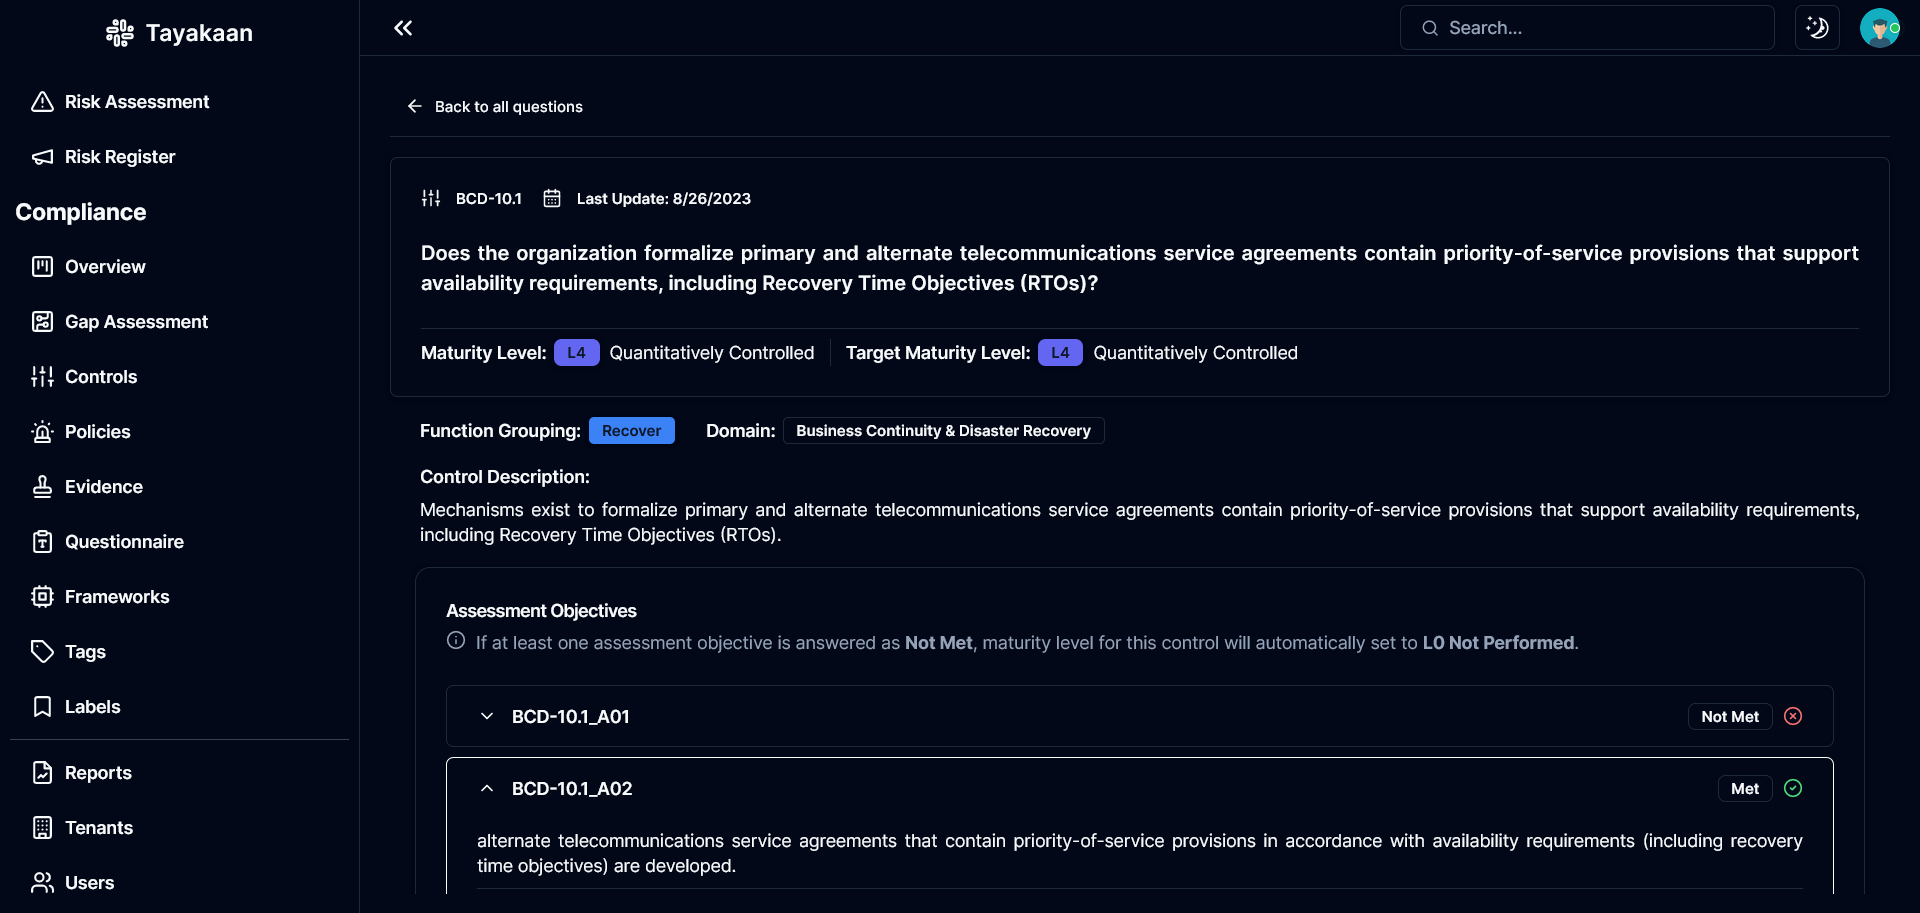 Tayakaan
Search...
Risk Assessment
Risk Register
Compliance
Overview
Gap Assessment
Controls
Policies
Evidence
Questionnaire
Frameworks
Tags
Labels
Reports
Tenants
Users
Back to all questions
BCD-10.1 Last Update: 8/26/2023
Does the organization formalize primary and alternate telecommunications service agreements contain priority-of-service provisions that support
availability requirements, including Recovery Time Objectives (RTOs)?
Maturity Level: L4 Quantitatively Controlled Target Maturity Level: L4 Quantitatively Controlled
Function Grouping: Recover Domain: Business Continuity & Disaster Recovery
Control Description:
Mechanisms exist to formalize primary and alternate telecommunications service agreements contain priority-of-service provisions that support availability requirements,
including Recovery Time Objectives (RTOs).
Assessment Objectives
If at least one assessment objective is answered as Not Met, maturity level for this control will automatically set to L0 Not Performed.
BCD-10.1_A01 Not Met
BCD-10.1_A02 Met
alternate telecommunications service agreements that contain priority-of-service provisions in accordance with availability requirements (including recovery
time objectives) are developed.